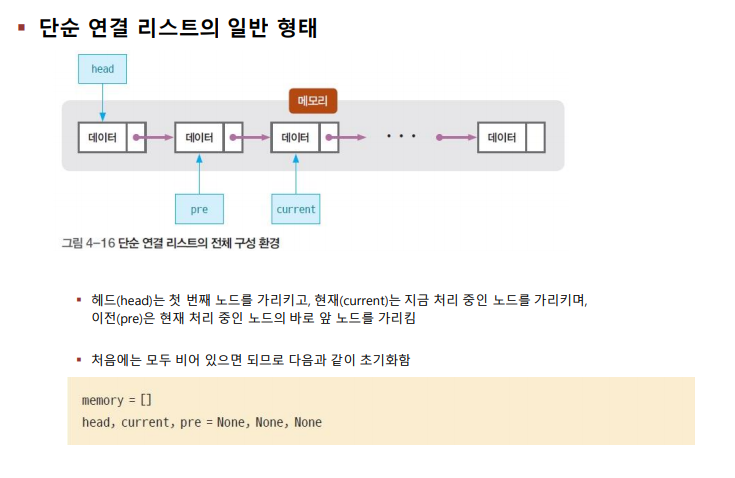 ▪ 단순 연결 리스트의 일반 형태
head
메모리
데이터 데이터 데이터 · · · 데이터
pre current
그림 4-16 단순 연결 리스트의 전체 구성 환경
▪ 헤드(head)는 첫 번째 노드를 가리키고, 현재(current)는 지금 처리 중인 노드를 가리키며,
이전(pre)은 현재 처리 중인 노드의 바로 앞 노드를 가리킴
▪ 처음에는 모두 비어 있으면 되므로 다음과 같이 초기화함
memory = []
head, current, pre = None, None, None